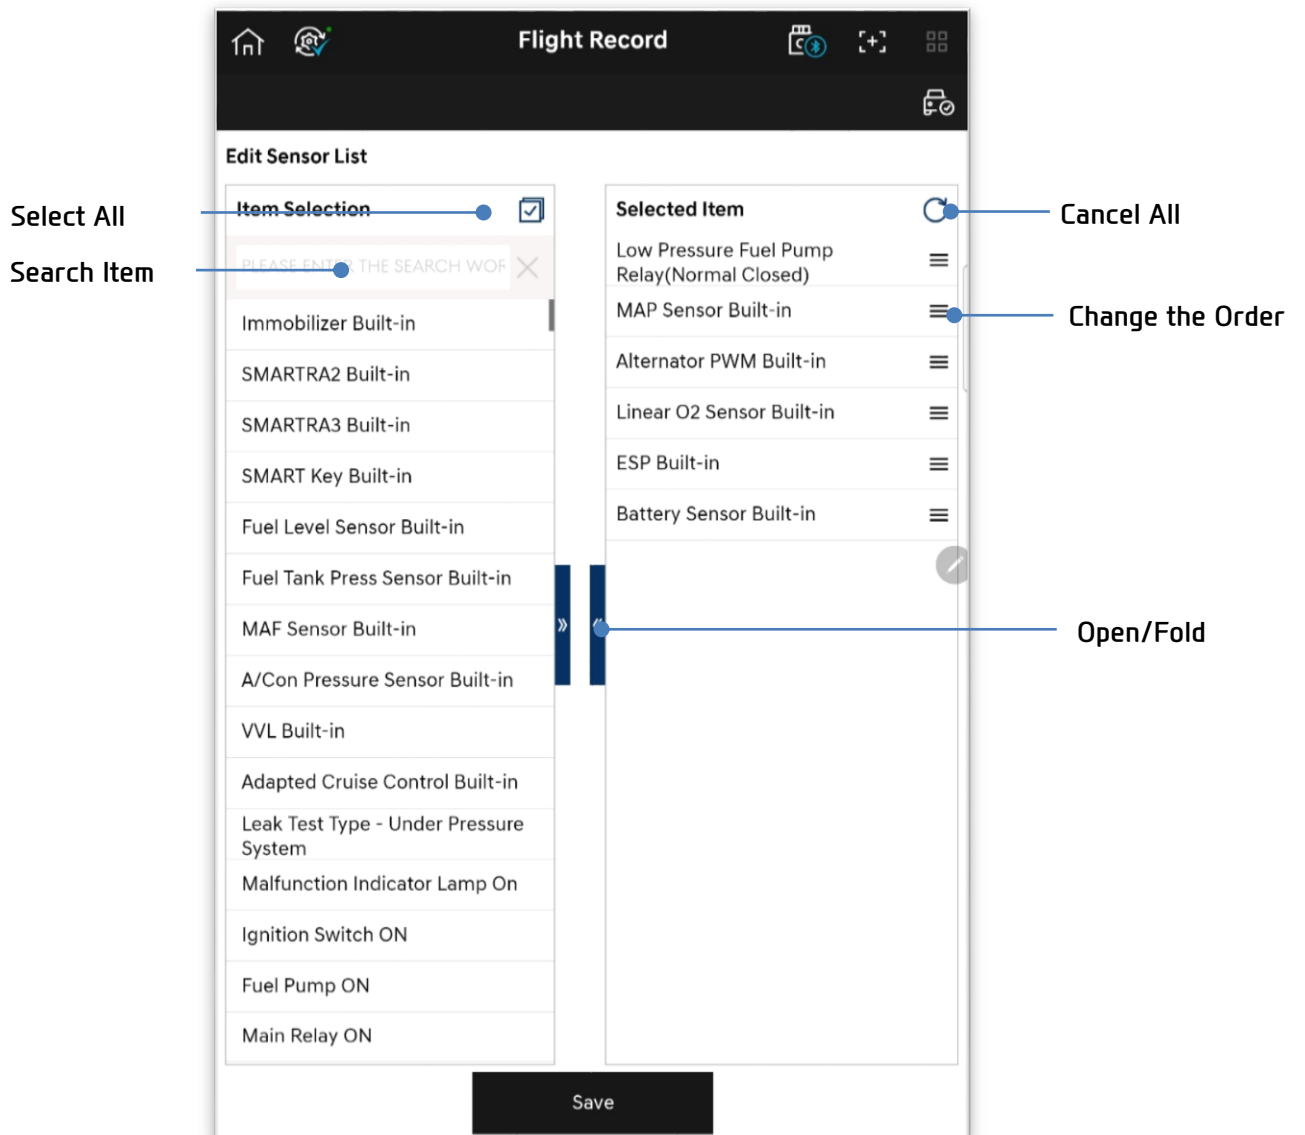 Flight Record
Edit Sensor List
Select All
Item Selection
Search Item
PLEASE ENTER THE SEARCH WOR
Immobilizer Built-in
SMARTRA2 Built-in
SMARTRA3 Built-in
SMART Key Built-in
Fuel Level Sensor Built-in
Fuel Tank Press Sensor Built-in
MAF Sensor Built-in
A/Con Pressure Sensor Built-in
VVL Built-in
Adapted Cruise Control Built-in
Leak Test Type - Under Pressure
System
Malfunction Indicator Lamp On
Ignition Switch ON
Fuel Pump ON
Main Relay ON
Selected Item
Cancel All
Low Pressure Fuel Pump
Relay(Normal Closed)
MAP Sensor Built-in
Change the Order
Alternator PWM Built-in
Linear O2 Sensor Built-in
ESP Built-in
Battery Sensor Built-in
Open/Fold
Save